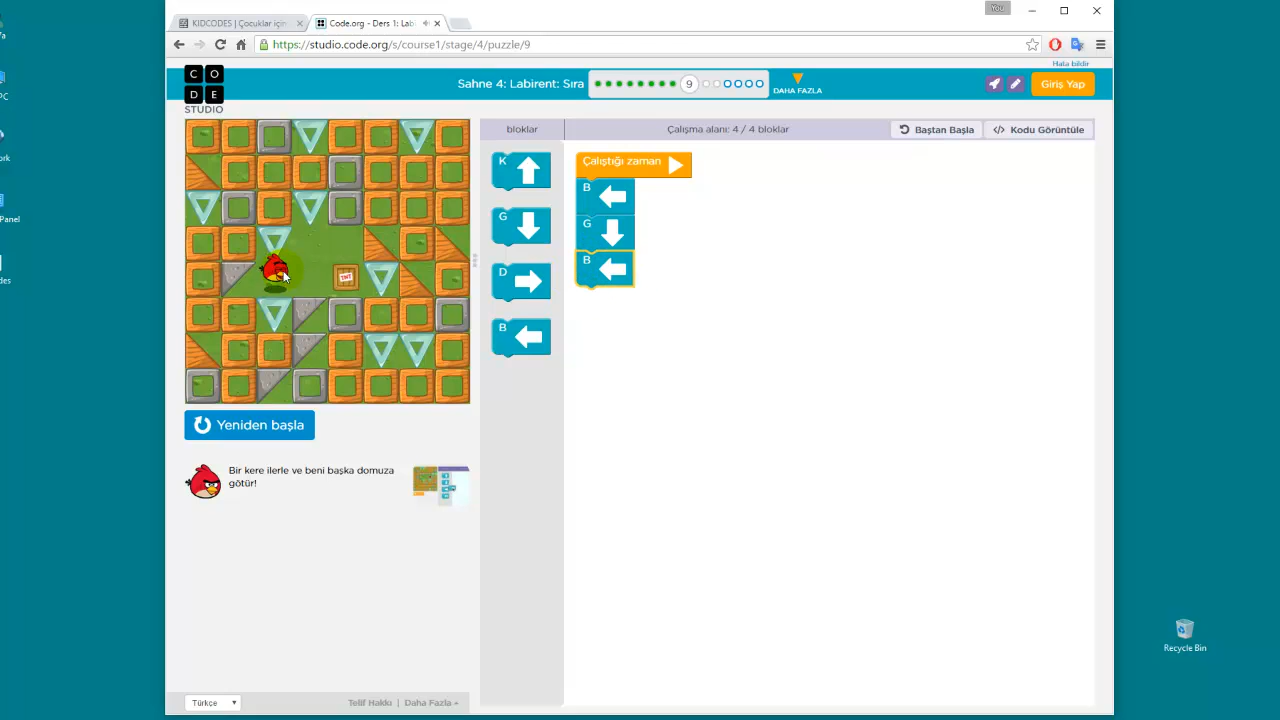 You
KIDCODES | Çocuklar için
Code.org - Ders 1: Lab
https://studio.code.org/s/course1/stage/4/puzzle/9
Hata bildir
C O
D E
STUDIO
Sahne 4: Labirent: Sıra
9
DAHA FAZLA
Giriş Yap
bloklar
Çalışma alanı: 4 / 4 bloklar
Baştan Başla
</> Kodu Görüntüle
K
G
D
B
Çalıştığı zaman
B
G
B
TNT
Yeniden başla
Bir kere ilerle ve beni başka domuza
götür!
Türkçe
Telif Hakkı | Daha Fazla
Recycle Bin
PC
Panel